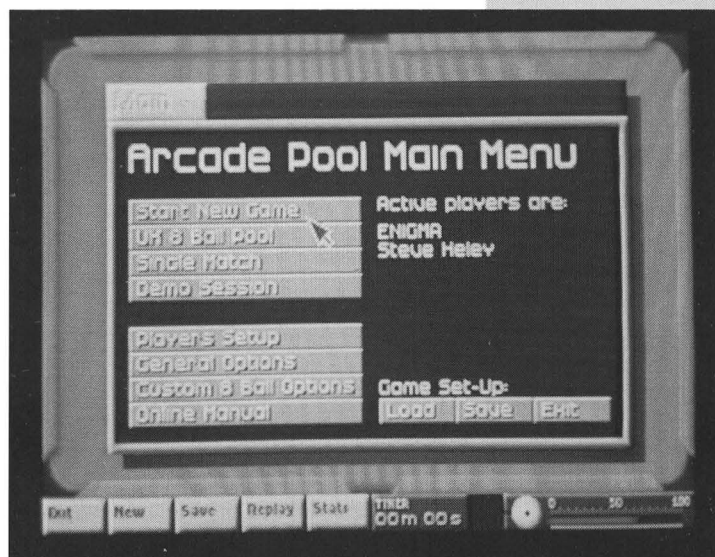 Main
Arcade Pool Main Menu
Start New Game
UK 8 Ball Pool
Single Match
Demo Session
Players Setup
General Options
Custom 8 Ball Options
Online Manual
Active players are:
ENIGMA
Steve Heley
Game Set-Up:
Load Save Exit
Exit New Save Replay Stats TIMER 00m 00s 0 50 100